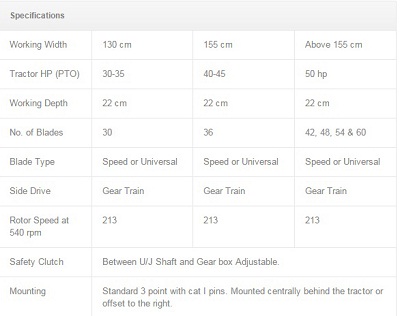 Specifications
Working Width 130 cm 155 cm Above 155 cm
Tractor HP (PTO) 30-35 40-45 50 hp
Working Depth 22 cm 22 cm 22 cm
No. of Blades 30 36 42, 48, 54 & 60
Blade Type Speed or Universal Speed or Universal Speed or Universal
Side Drive Gear Train Gear Train Gear Train
Rotor Speed at 213 213 213
540 rpm
Safety Clutch Between U/J Shaft and Gear box Adjustable.
Mounting Standard 3 point with cat I pins. Mounted centrally behind the tractor or
offset to the right.